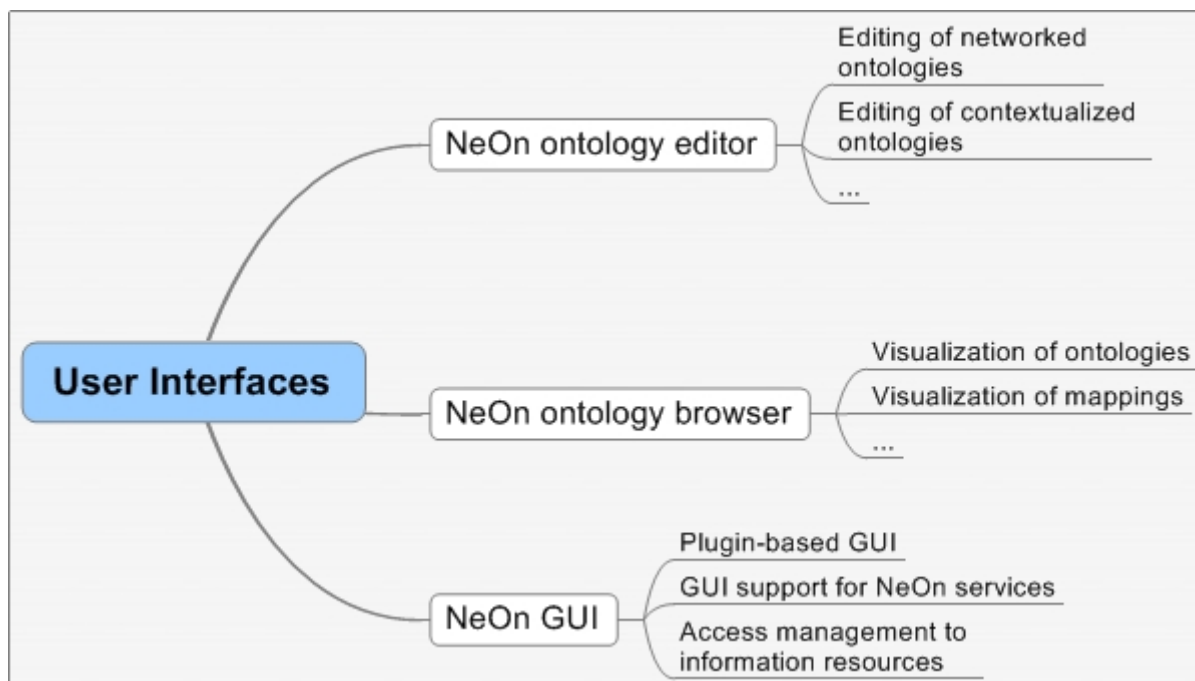 Editing of networked
ontologies
NeOn ontology editor
Editing of contextualized
ontologies
...
User Interfaces
Visualization of ontologies
NeOn ontology browser
Visualization of mappings
...
Plugin-based GUI
GUI support for NeOn services
NeOn GUI
Access management to
information resources